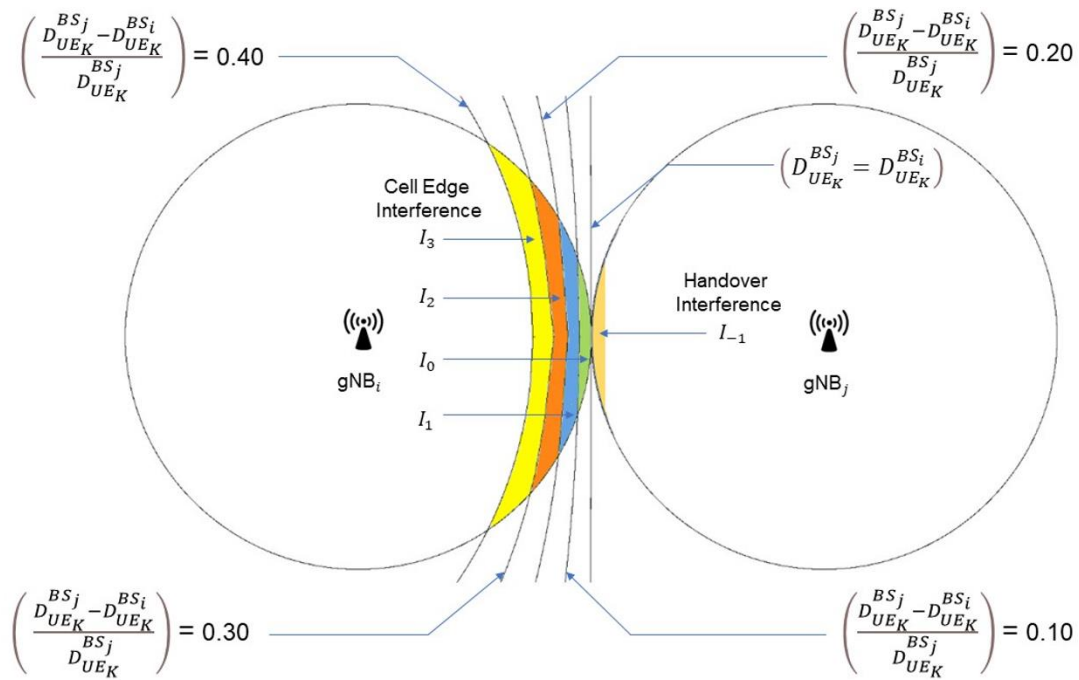 (D_{UE_K}^{BS_j} − D_{UE_K}^{BS_i} / D_{UE_K}^{BS_j}) = 0.40
(D_{UE_K}^{BS_j} − D_{UE_K}^{BS_i} / D_{UE_K}^{BS_j}) = 0.20
(D_{UE_K}^{BS_j} = D_{UE_K}^{BS_i})
Cell Edge
Interference
I_3
I_2
I_0
I_1
Handover
Interference
I_{−1}
gNB_i
gNB_j
(D_{UE_K}^{BS_j} − D_{UE_K}^{BS_i} / D_{UE_K}^{BS_j}) = 0.30
(D_{UE_K}^{BS_j} − D_{UE_K}^{BS_i} / D_{UE_K}^{BS_j}) = 0.10